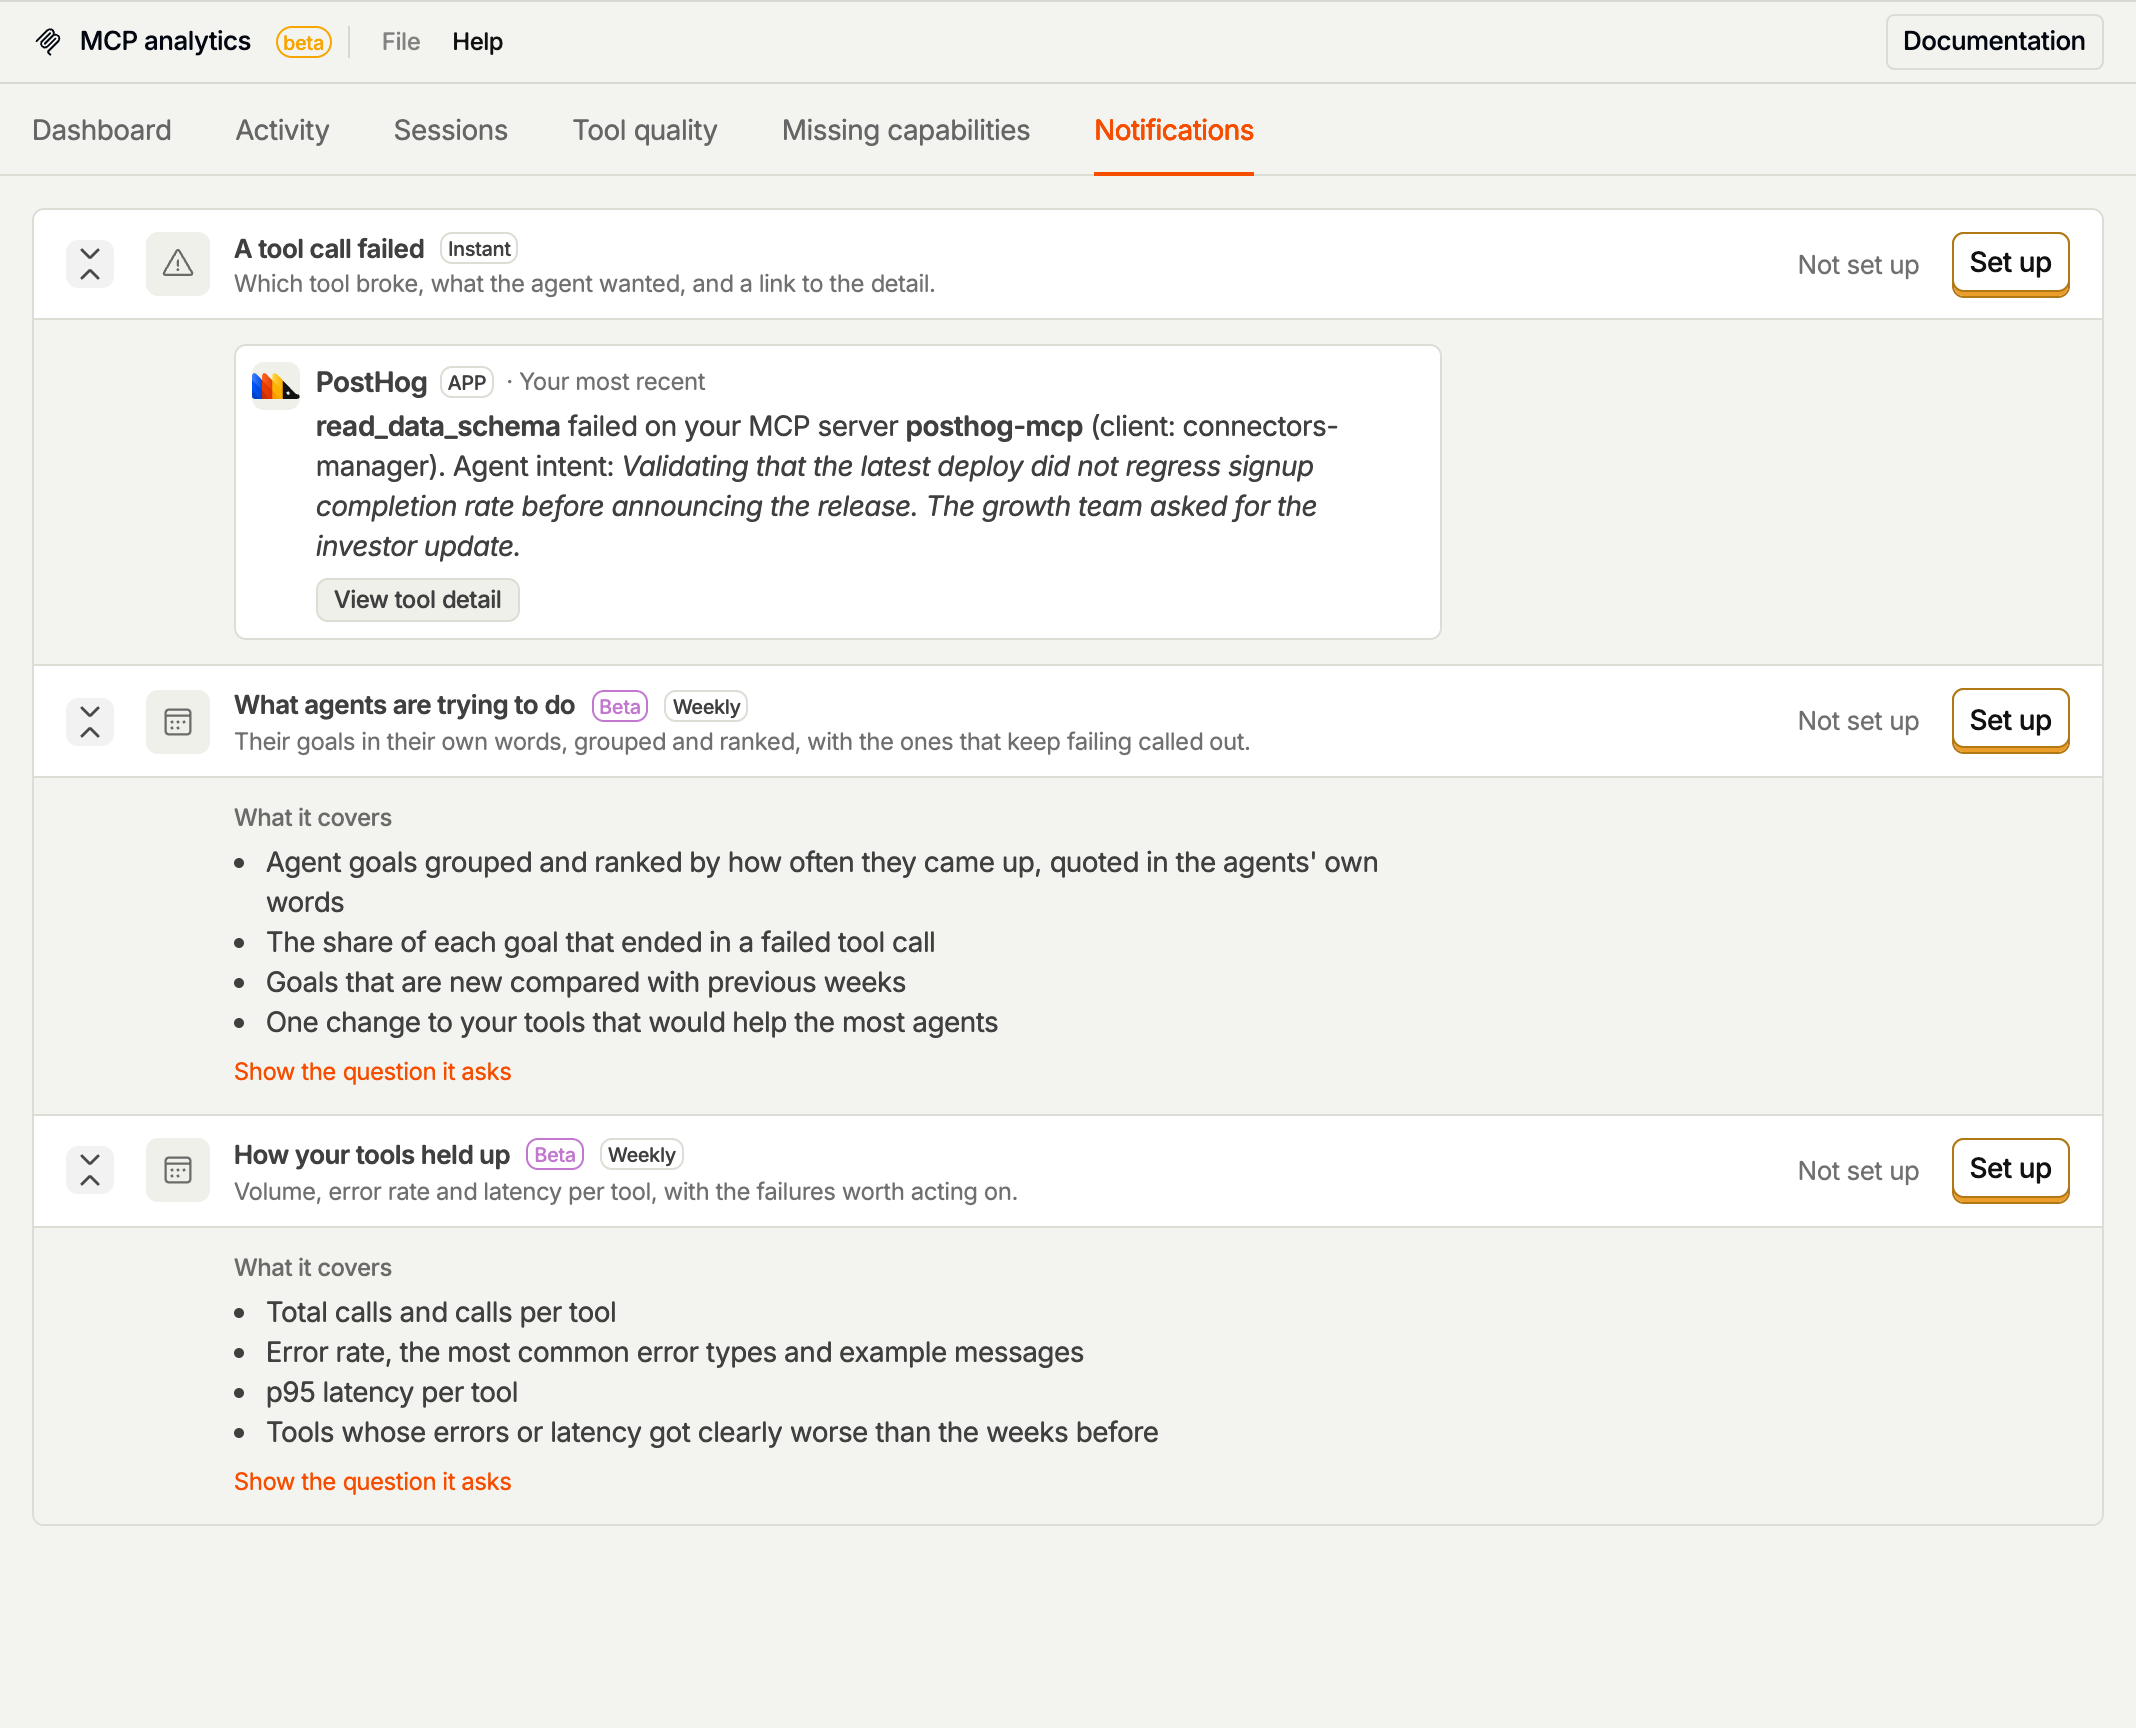 MCP analytics beta File Help Documentation
Dashboard Activity Sessions Tool quality Missing capabilities Notifications
A tool call failed Instant
Which tool broke, what the agent wanted, and a link to the detail.
Not set up Set up
PostHog APP · Your most recent
read_data_schema failed on your MCP server posthog-mcp (client: connectors-
manager). Agent intent: Validating that the latest deploy did not regress signup
completion rate before announcing the release. The growth team asked for the
investor update.
View tool detail
What agents are trying to do Beta Weekly
Their goals in their own words, grouped and ranked, with the ones that keep failing called out.
Not set up Set up
What it covers
• Agent goals grouped and ranked by how often they came up, quoted in the agents' own
words
• The share of each goal that ended in a failed tool call
• Goals that are new compared with previous weeks
• One change to your tools that would help the most agents
Show the question it asks
How your tools held up Beta Weekly
Volume, error rate and latency per tool, with the failures worth acting on.
Not set up Set up
What it covers
• Total calls and calls per tool
• Error rate, the most common error types and example messages
• p95 latency per tool
• Tools whose errors or latency got clearly worse than the weeks before
Show the question it asks